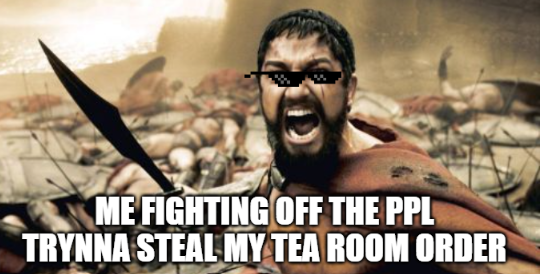 ME FIGHTING OFF THE PPL
TRYNNA STEAL MY TEA ROOM ORDER